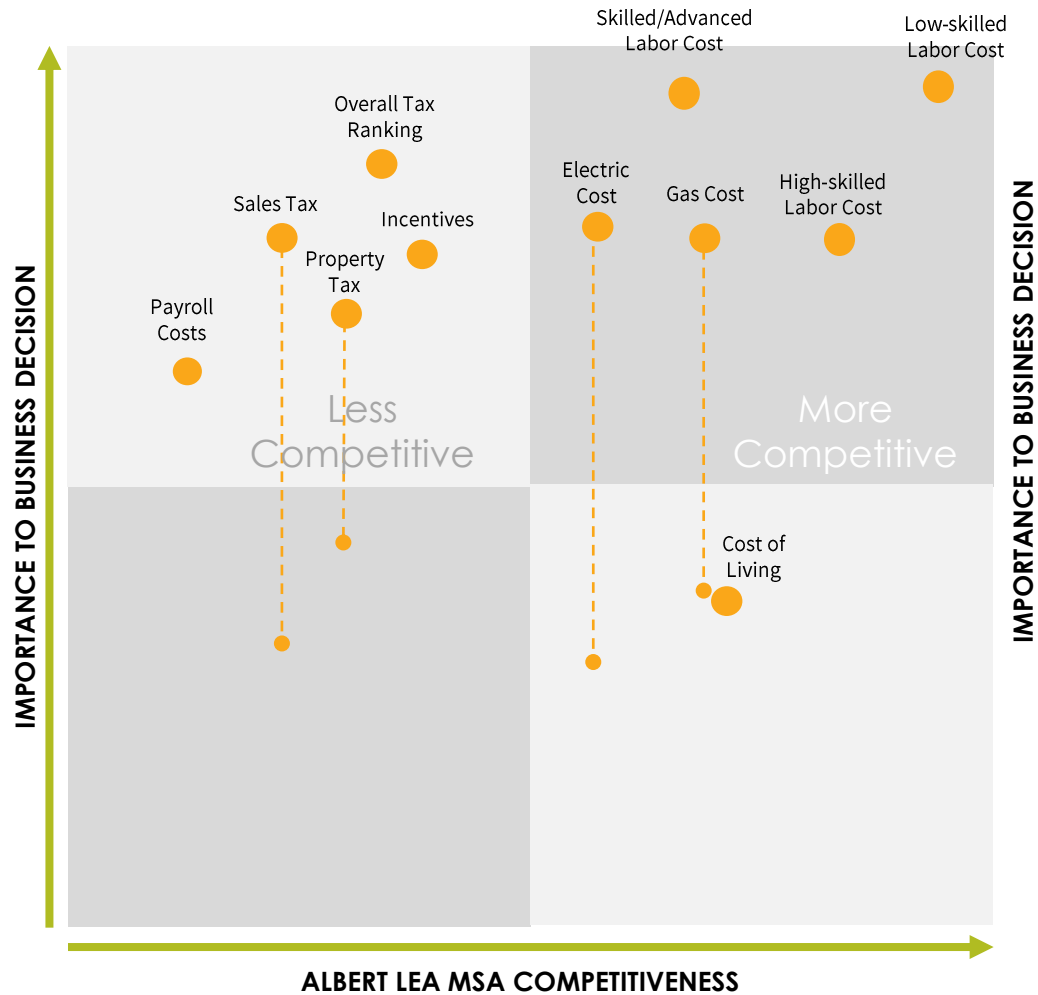 Skilled/Advanced
Labor Cost
Low-skilled
Labor Cost
Overall Tax
Ranking
Electric
Cost
Gas Cost
High-skilled
Labor Cost
Sales Tax
Incentives
Property
Tax
Payroll
Costs
Less
Competitive
More
Competitive
Cost of
Living
IMPORTANCE TO BUSINESS DECISION
IMPORTANCE TO BUSINESS DECISION
ALBERT LEA MSA COMPETITIVENESS